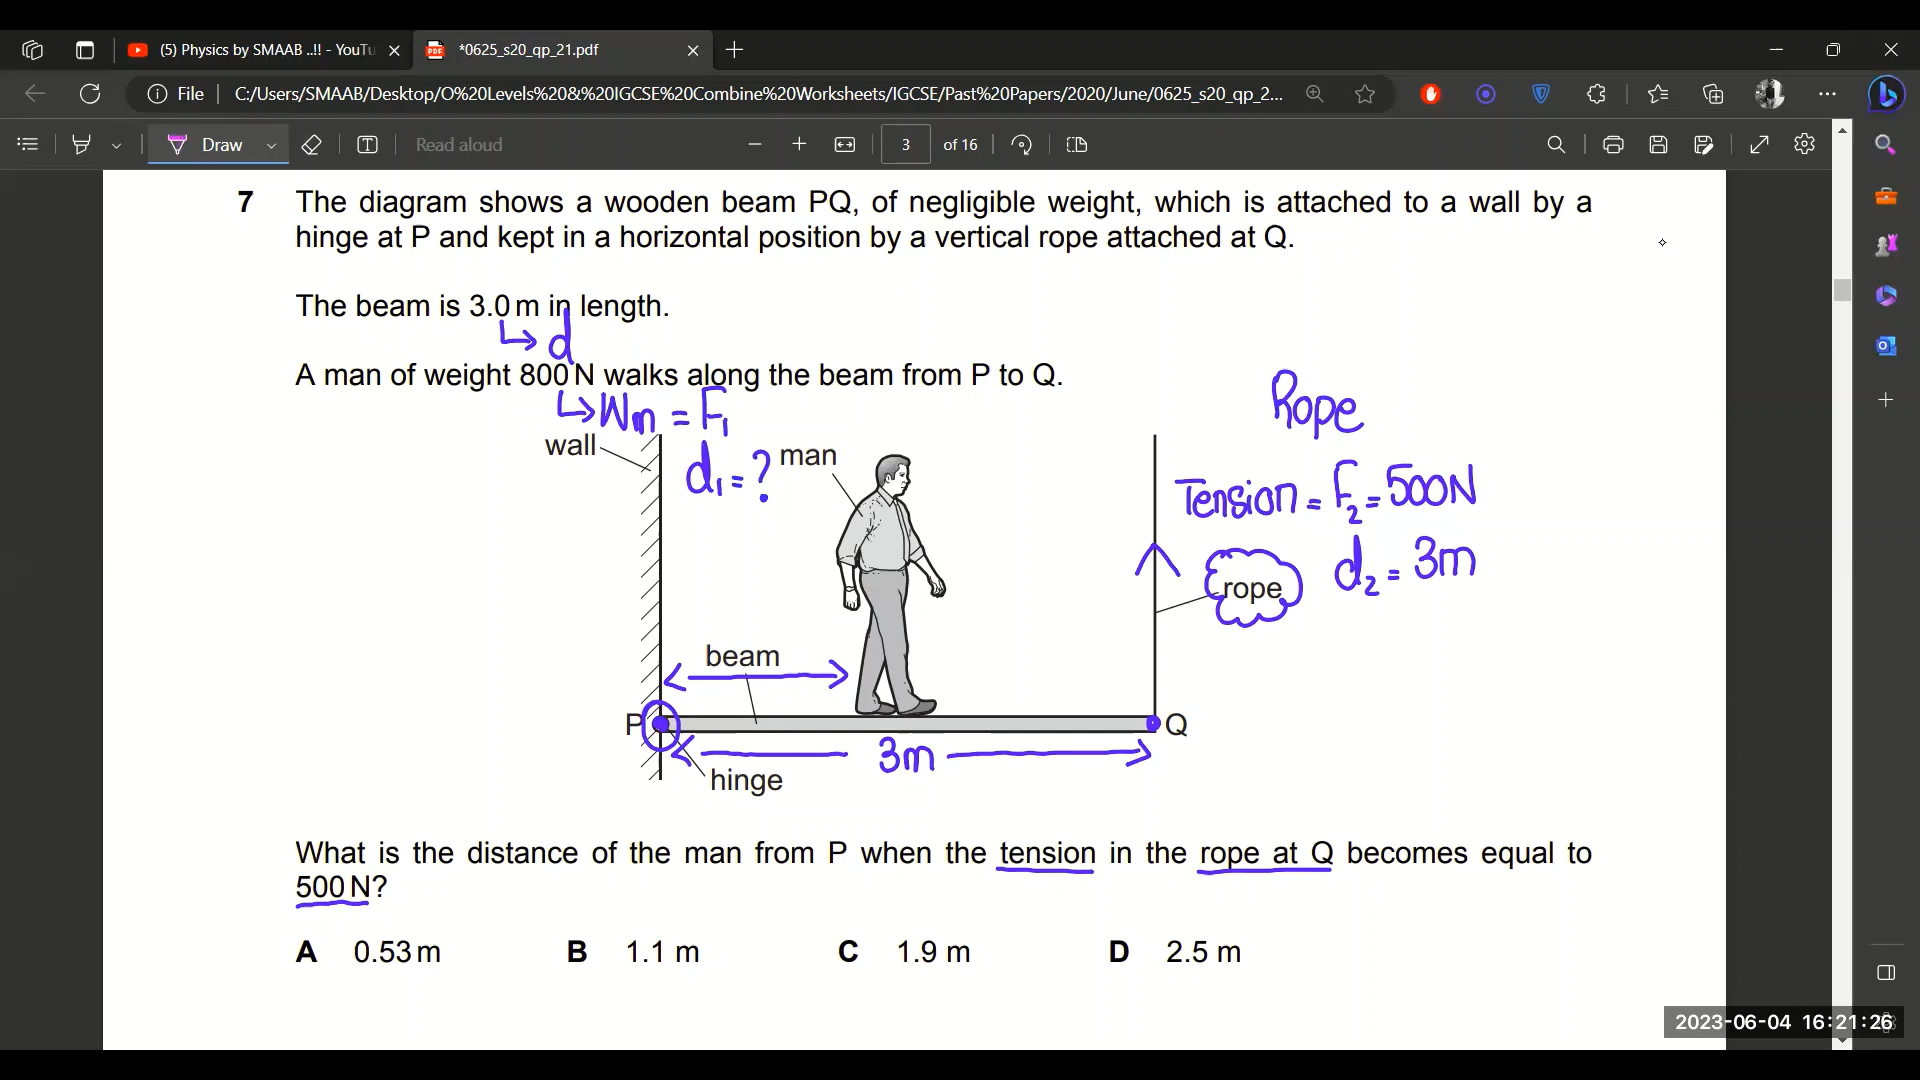 (5) Physics by SMAAB ..!! - YouTu
*0625_s20_qp_21.pdf
File
C:/Users/SMAAB/Desktop/O%20Levels%20&%20IGCSE%20Combine%20Worksheets/IGCSE/Past%20Papers/2020/June/0625_s20_qp_2...
Draw
Read aloud
3 of 16
7 The diagram shows a wooden beam PQ, of negligible weight, which is attached to a wall by a
hinge at P and kept in a horizontal position by a vertical rope attached at Q.
The beam is 3.0 m in length.
d
A man of weight 800 N walks along the beam from P to Q.
Wm = F1
Rope
wall
d1 = ?
man
Tension = F2 = 500N
d2 = 3m
rope
beam
P
Q
3m
hinge
What is the distance of the man from P when the tension in the rope at Q becomes equal to
500 N?
A 0.53 m B 1.1 m C 1.9 m D 2.5 m
2023-06-04 16:21:26